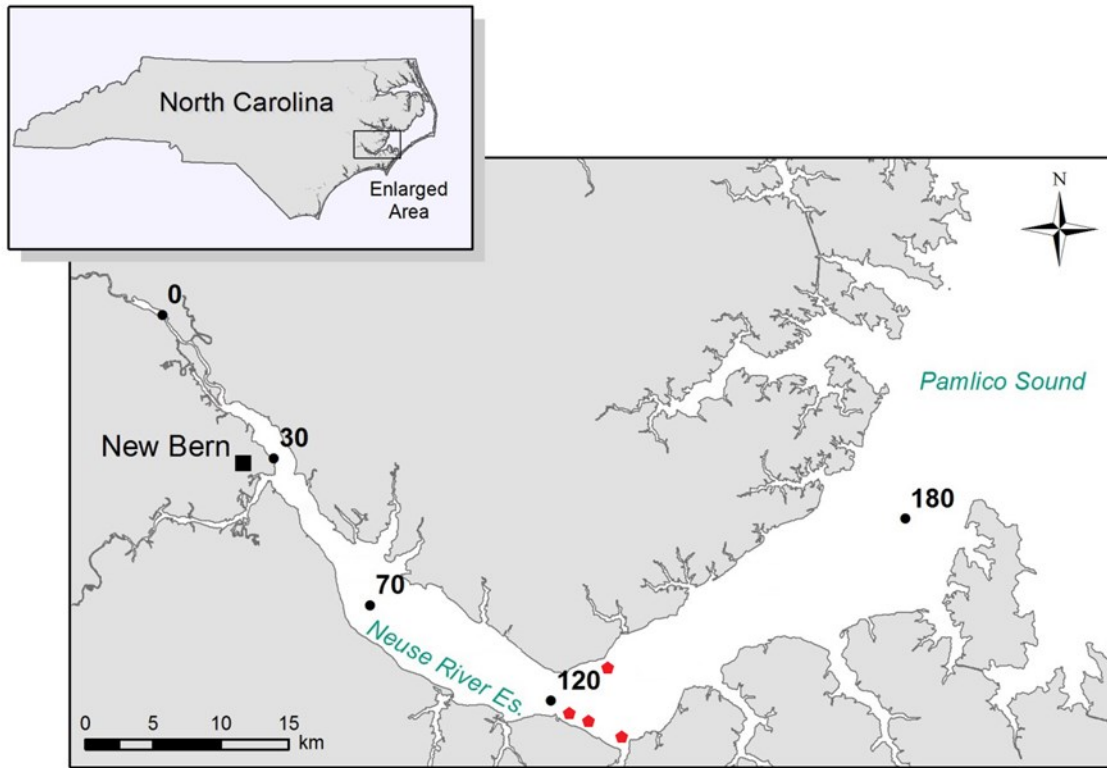 North Carolina
Enlarged
Area
N
0
Pamlico Sound
30
New Bern
180
70
Neuse River Es.
120
0 5 10 15
km